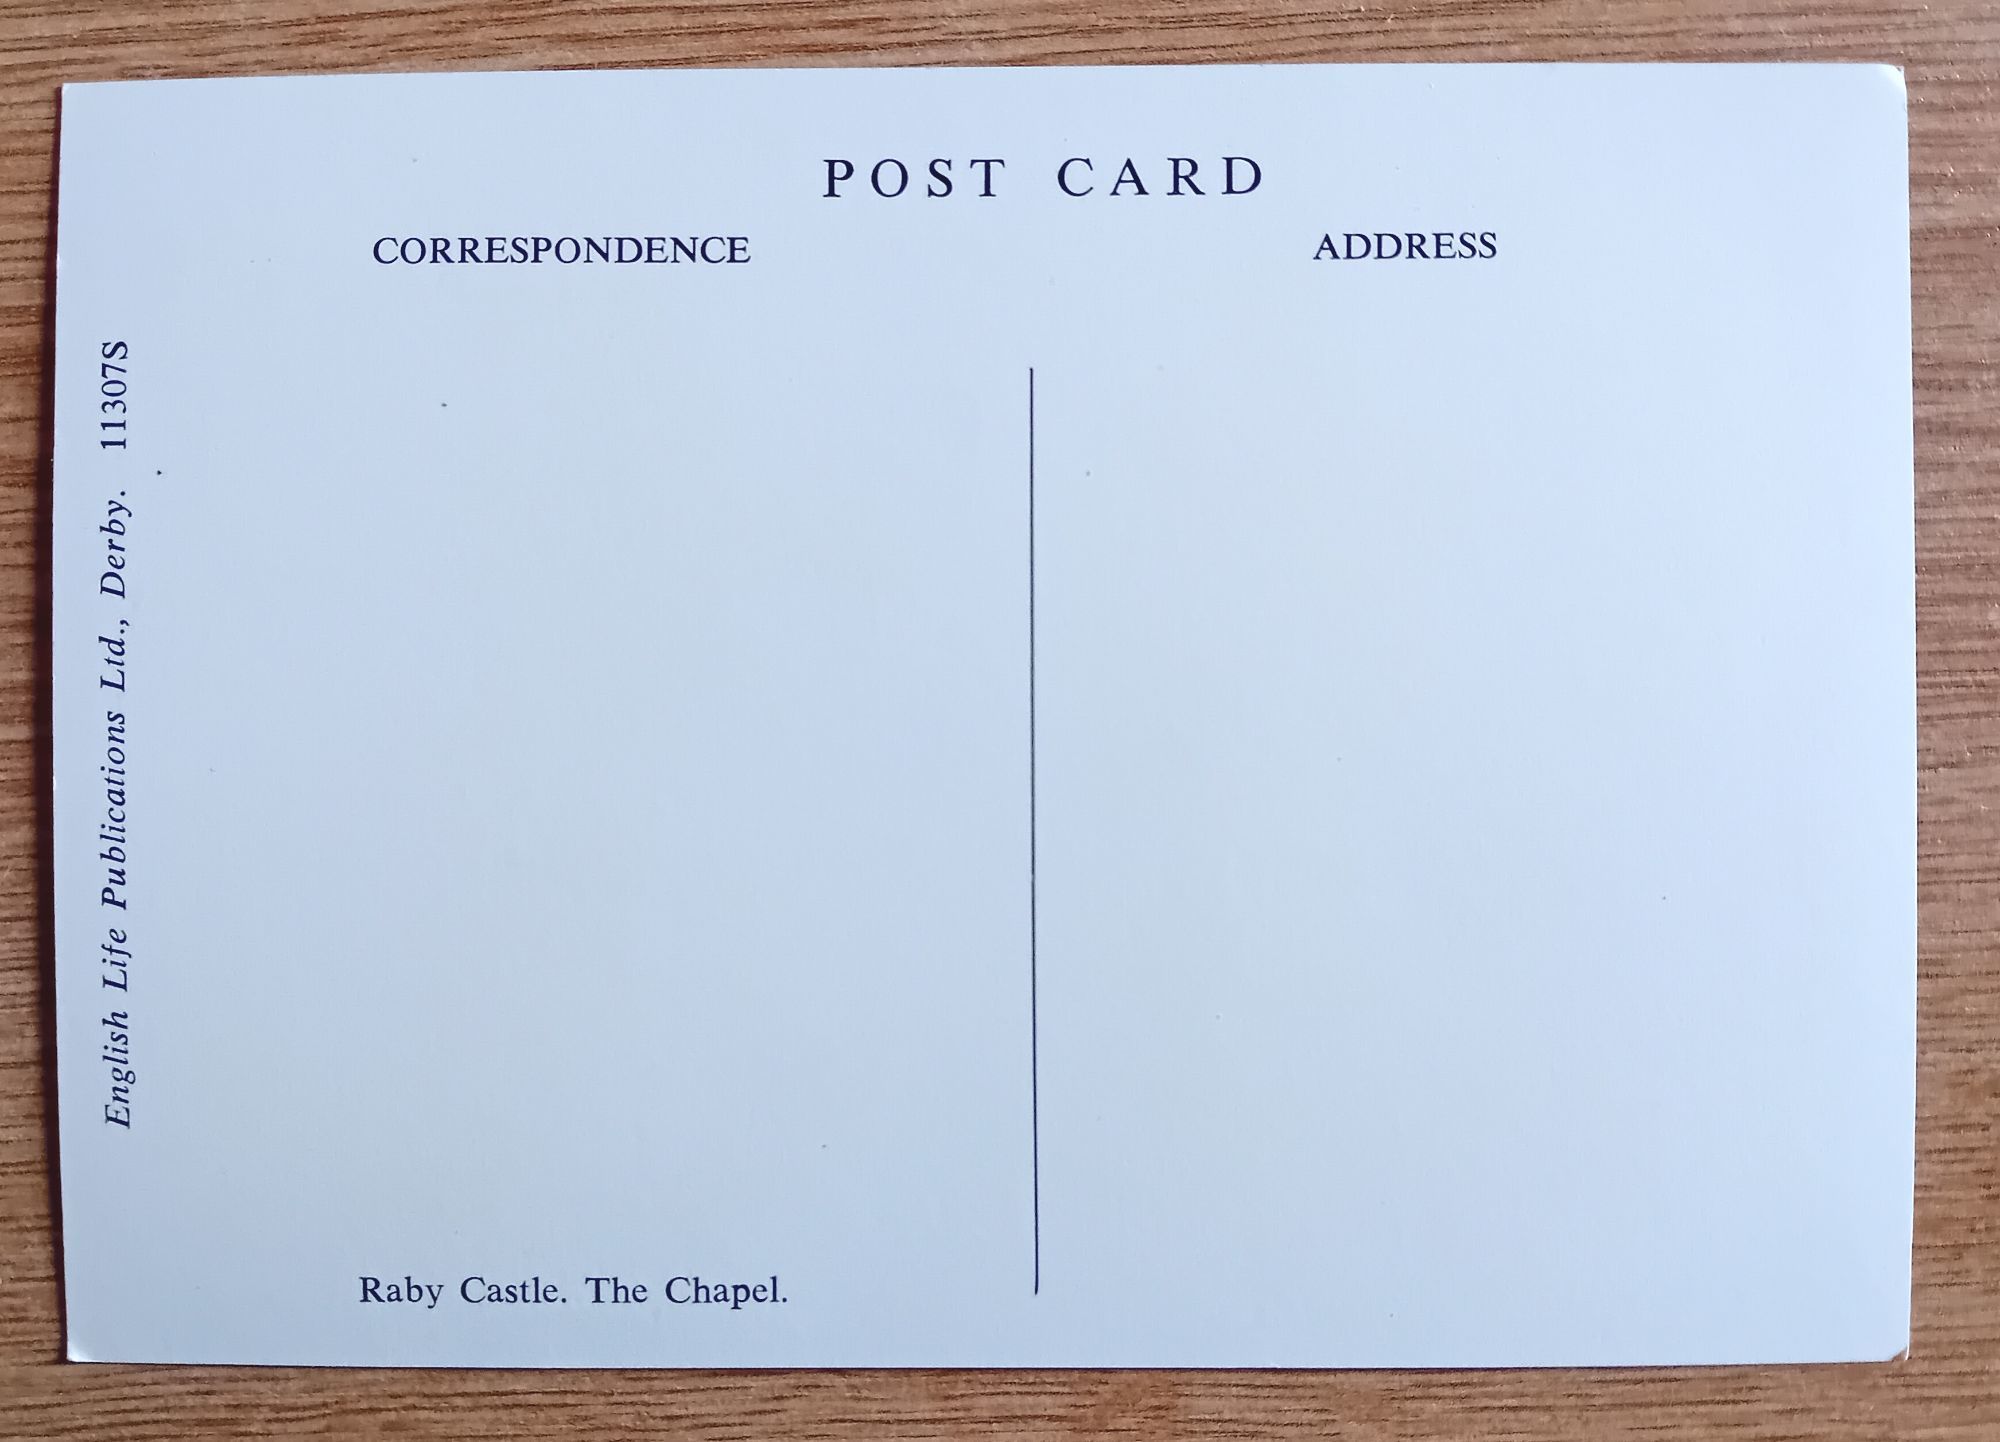 POST CARD
CORRESPONDENCE
ADDRESS
English Life Publications Ltd., Derby. 11307S
Raby Castle. The Chapel.